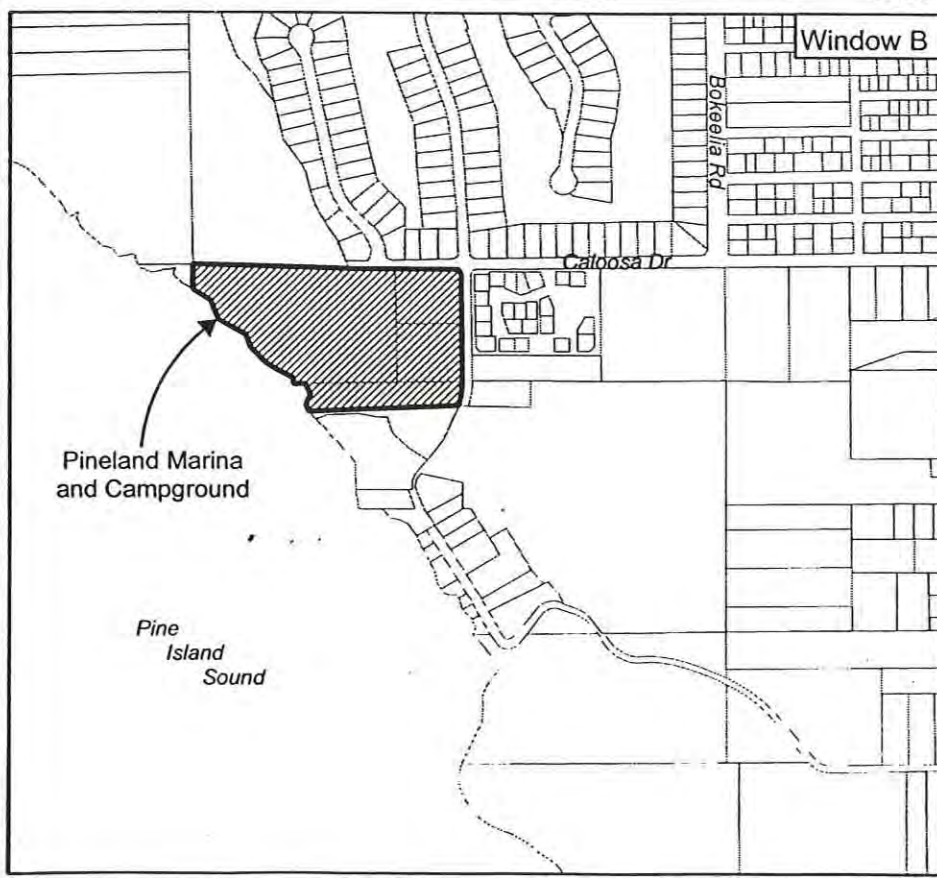 Window B
Bokeelia Rd
Caloosa Dr
Pineland Marina
and Campground
Pine
Island
Sound